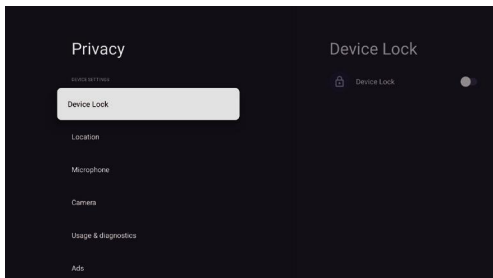 Privacy
DEVICE SETTINGS
Device Lock
Location
Microphone
Camera
Usage & diagnostics
Ads
Device Lock
Device Lock